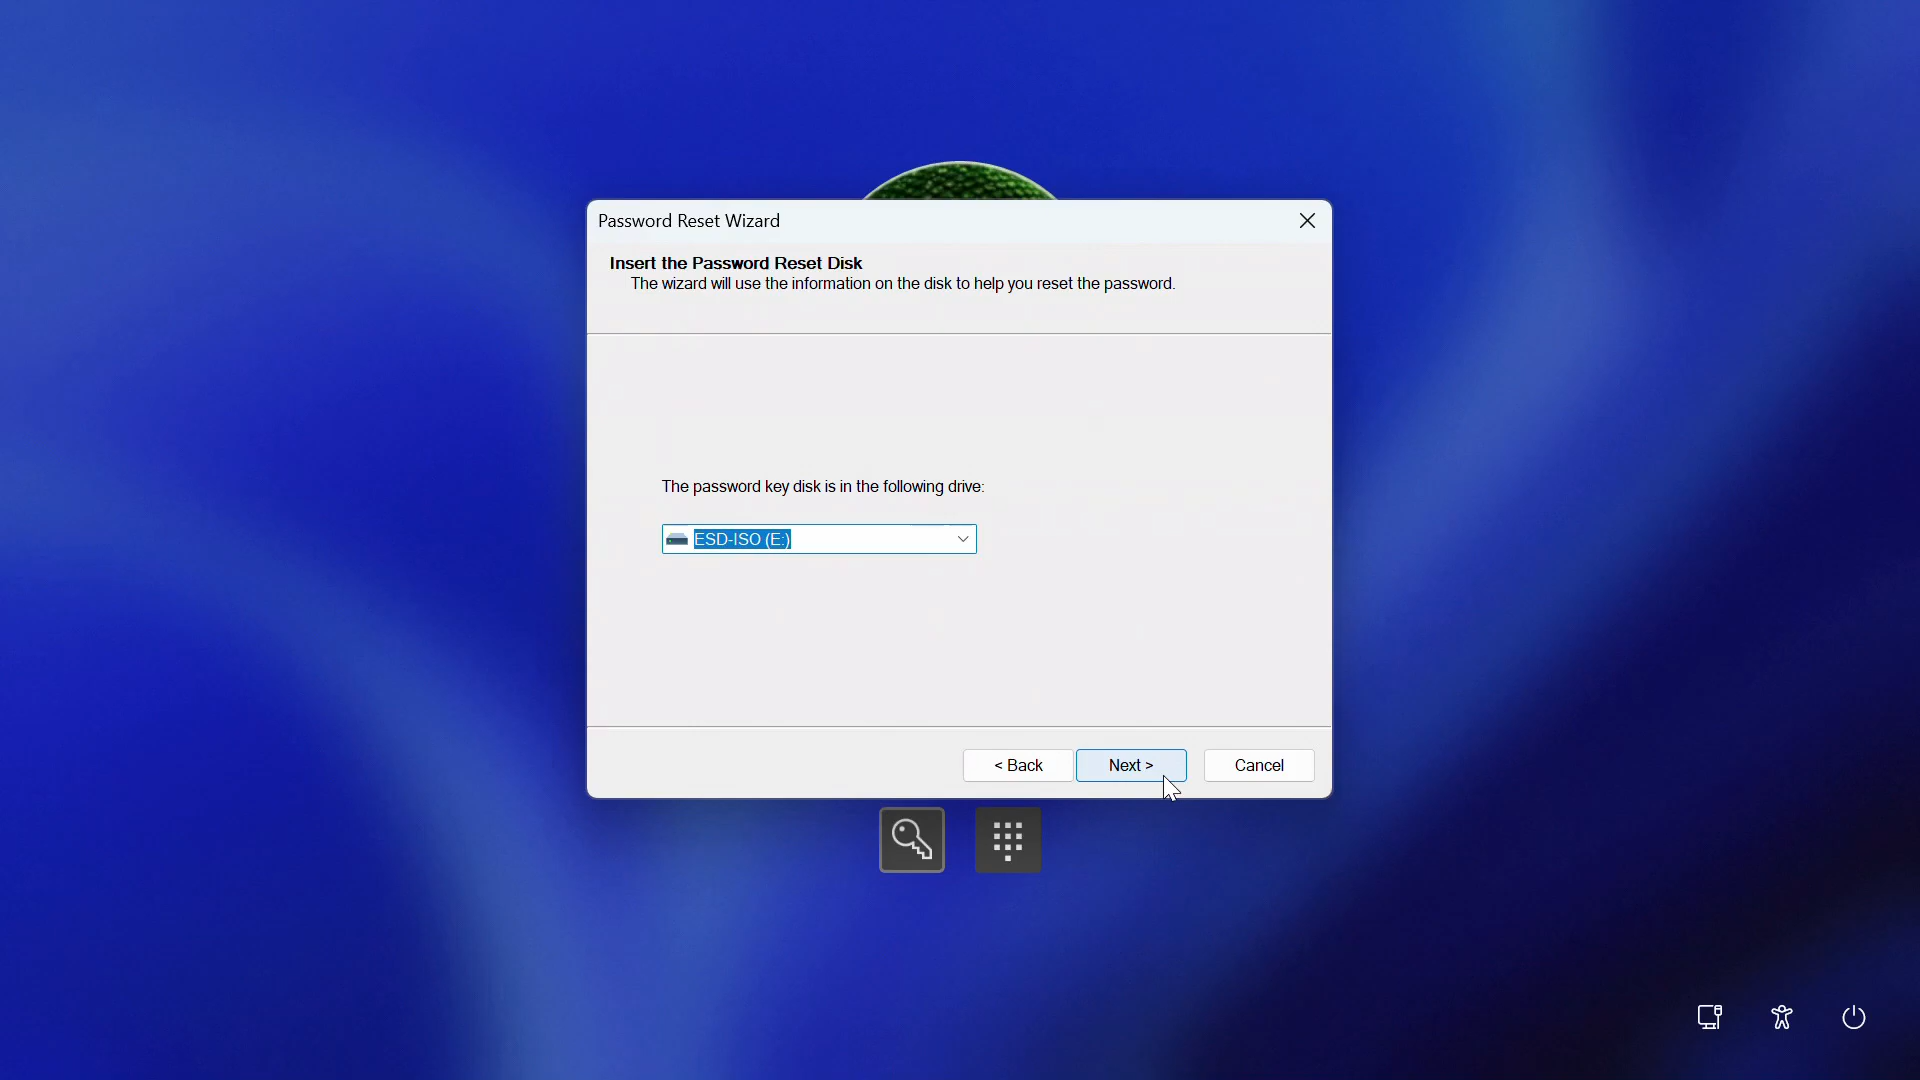 Password Reset Wizard
Insert the Password Reset Disk
The wizard will use the information on the disk to help you reset the password.
The password key disk is in the following drive:
ESD-ISO (E:)
< Back
Next >
Cancel